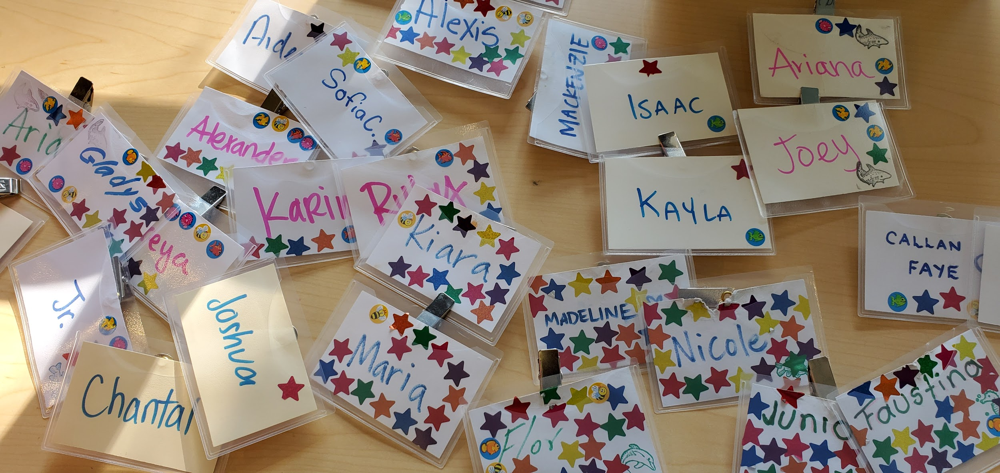 Alexis
Sofia C.
MACKENZIE
ISAAC
Ariana
Alexander
Gladys
Joey
KAYLA
Kiara
CALLAN
FAYE
Jr.
Joshua
MADELINE
Nicole
Maria
Chantal
Flor
Faustina